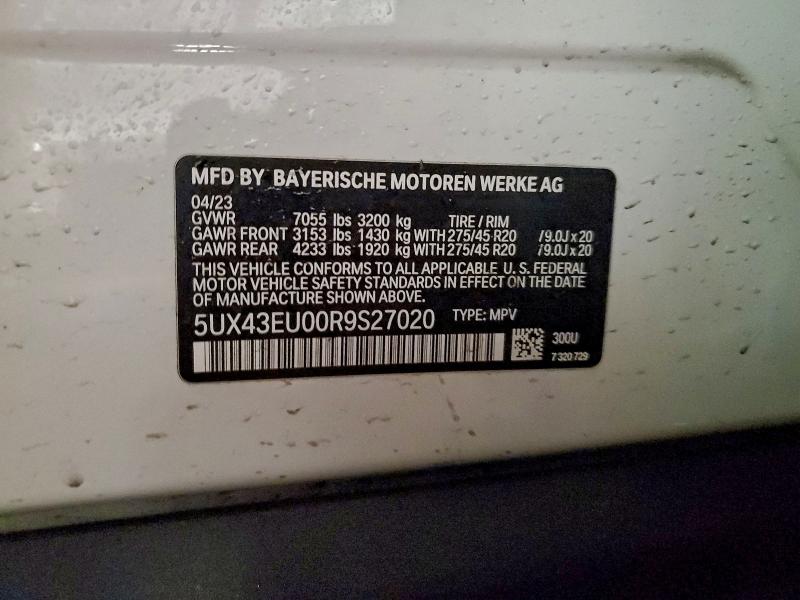 MFD BY BAYERISCHE MOTOREN WERKE AG
04/23
GVWR 7055 lbs 3200 kg TIRE / RIM
GAWR FRONT 3153 lbs 1430 kg WITH 275/45 R20 /9.0J x 20
GAWR REAR 4233 lbs 1920 kg WITH 275/45 R20 /9.0J x 20
THIS VEHICLE CONFORMS TO ALL APPLICABLE U. S. FEDERAL
MOTOR VEHICLE SAFETY STANDARDS IN EFFECT ON THE DATE
OF MANUFACTURE SHOWN ABOVE.
5UX43EU00R9S27020 TYPE: MPV
300U
7 320 729